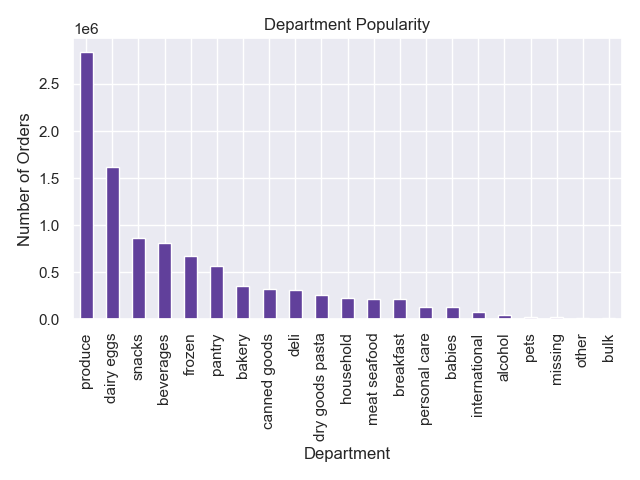 Department Popularity
1e6
2.5
2.0
1.5
1.0
0.5
0.0
Number of Orders
produce
dairy eggs
snacks
beverages
frozen
pantry
bakery
canned goods
deli
dry goods pasta
household
meat seafood
breakfast
personal care
babies
international
alcohol
pets
missing
other
bulk
Department